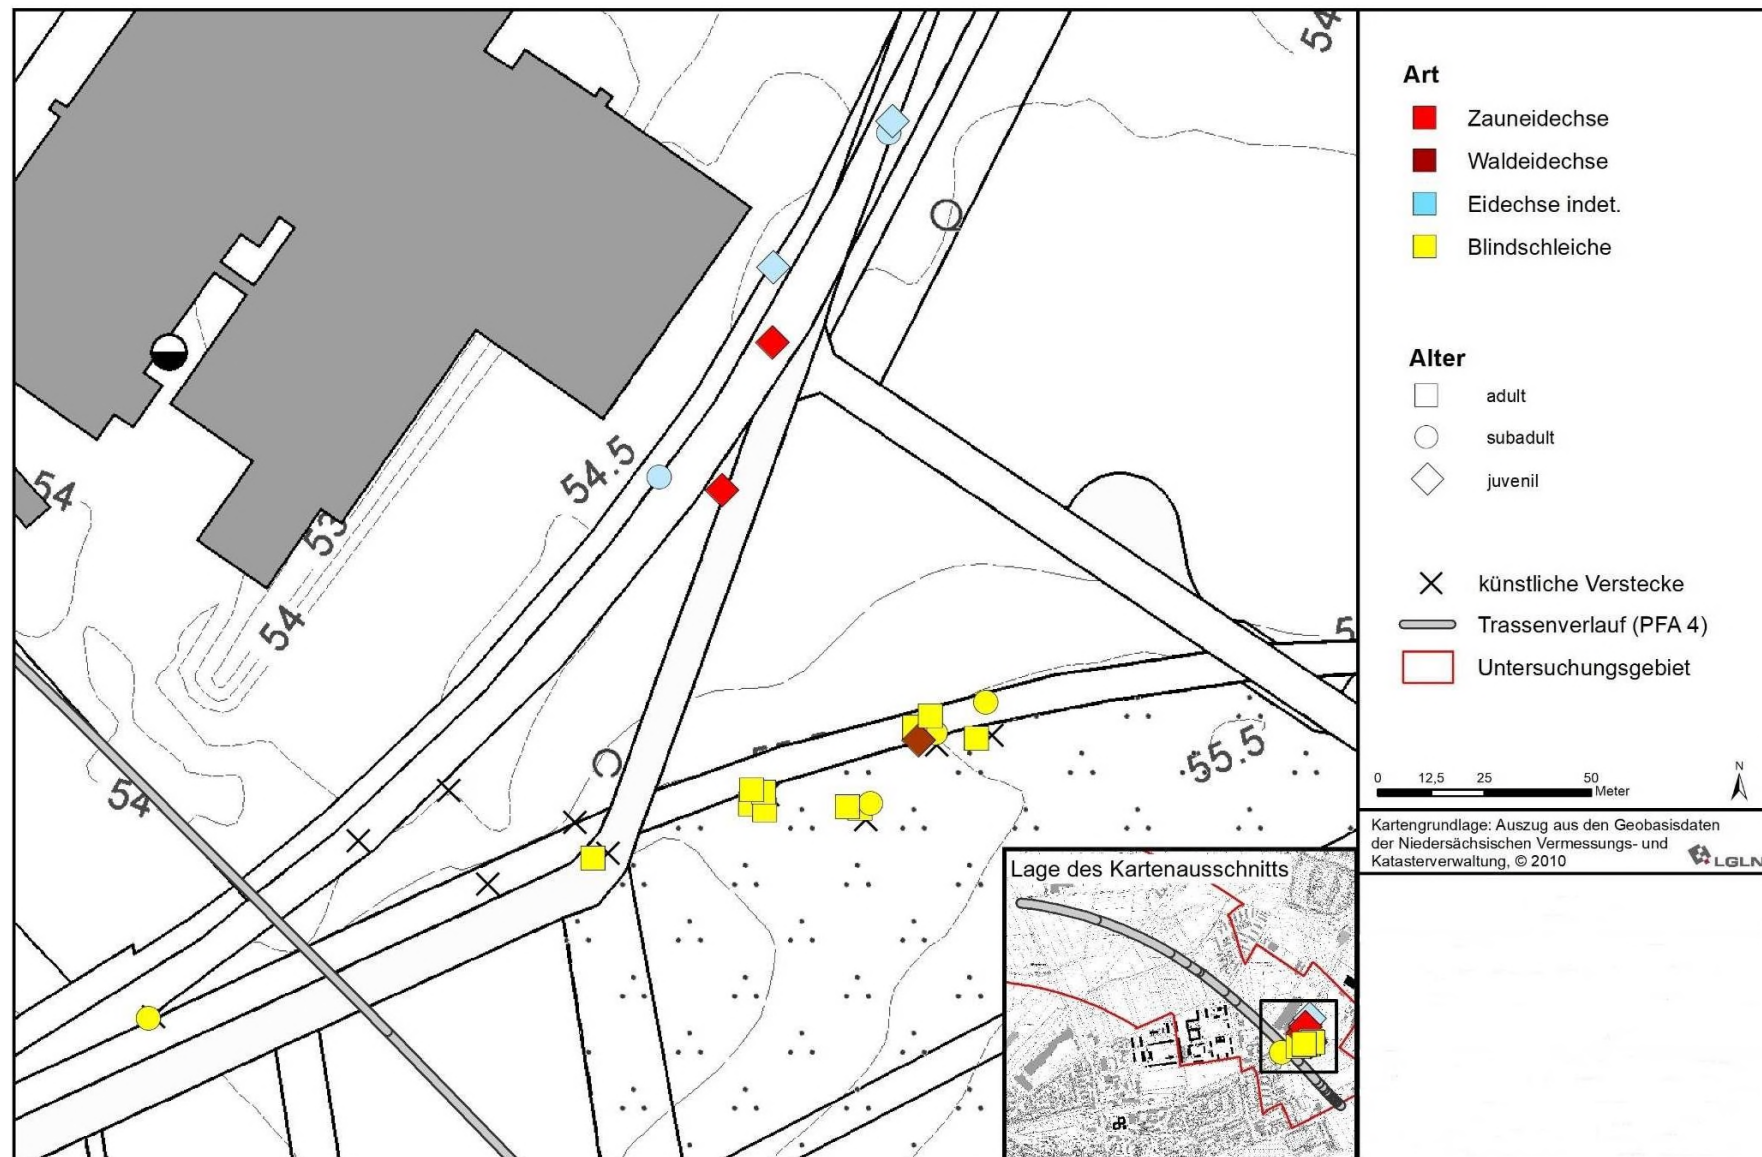 54
Q
54.5
54
53
54
5
C
55.5
54
Art
Zauneidechse
Waldeidechse
Eidechse indet.
Blindschleiche
Alter
adult
subadult
juvenil
künstliche Verstecke
Trassenverlauf (PFA 4)
Untersuchungsgebiet
N
0 12,5 25 50
Meter
Kartengrundlage: Auszug aus den Geobasisdaten
der Niedersächsischen Vermessungs- und
Katasterverwaltung, © 2010
LGLN
Lage des Kartenausschnitts